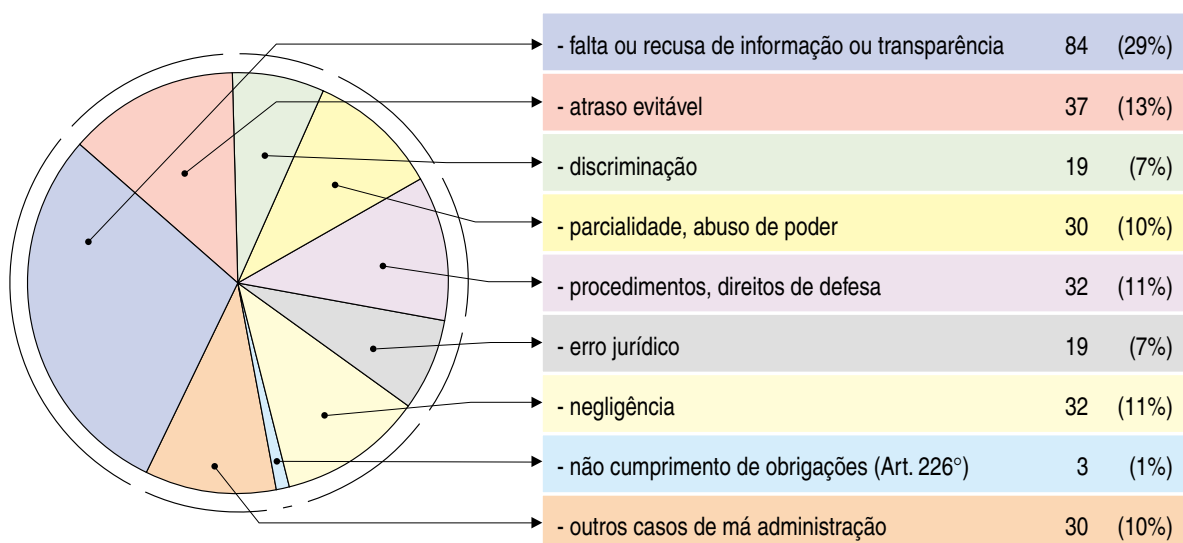 - falta ou recusa de informação ou transparência 84 (29%)
- atraso evitável 37 (13%)
- discriminação 19 (7%)
- parcialidade, abuso de poder 30 (10%)
- procedimentos, direitos de defesa 32 (11%)
- erro jurídico 19 (7%)
- negligência 32 (11%)
- não cumprimento de obrigações (Art. 226°) 3 (1%)
- outros casos de má administração 30 (10%)